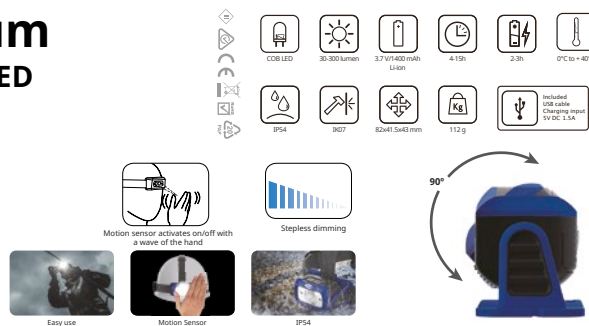 um
ED
COB LED
30-300 lumen
3.7 V/1400 mAh
Li-ion
4-15h
2-3h
0°C to + 40°
IP54
IK07
82x41.5x43 mm
Kg
112 g
Included
USB cable
Charging input
5V DC 1.5A
90°
Motion sensor activates on/off with
a wave of the hand
Stepless dimming
Easy use
Motion Sensor
IP54